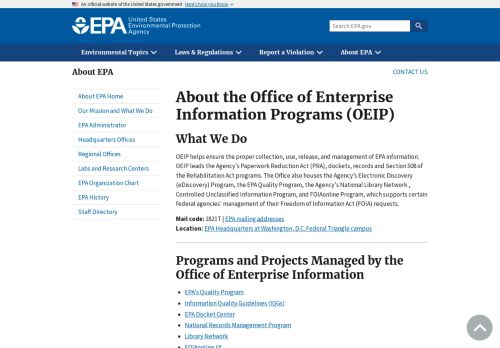 An official website of the United States government Here's how you know
EPA United States
Environmental Protection
Agency
Search EPA.gov
Environmental Topics
Laws & Regulations
Report a Violation
About EPA
About EPA
CONTACT US
About EPA Home
Our Mission and What We Do
EPA Administrator
Headquarters Offices
Regional Offices
Labs and Research Centers
EPA Organization Chart
EPA History
Staff Directory
About the Office of Enterprise
Information Programs (OEIP)
What We Do
OEIP helps ensure the proper collection, use, release, and management of EPA information.
OEIP leads the Agency's Paperwork Reduction Act (PRA), dockets, records and Section 508 of
the Rehabilitation Act programs. The Office also houses the Agency's Electronic Discovery
(eDiscovery) Program, the EPA Quality Program, the Agency's National Library Network ,
Controlled Unclassified Information Program, and FOIAonline Program, which supports certain
federal agencies' management of their Freedom of Information Act (FOIA) requests.
Mail code: 2821T | EPA mailing addresses
Location: EPA Headquarters at Washington, D.C. Federal Triangle campus
Programs and Projects Managed by the
Office of Enterprise Information
EPA's Quality Program
Information Quality Guidelines (IQGs)
EPA Docket Center
National Records Management Program
Library Network
FOIAonline